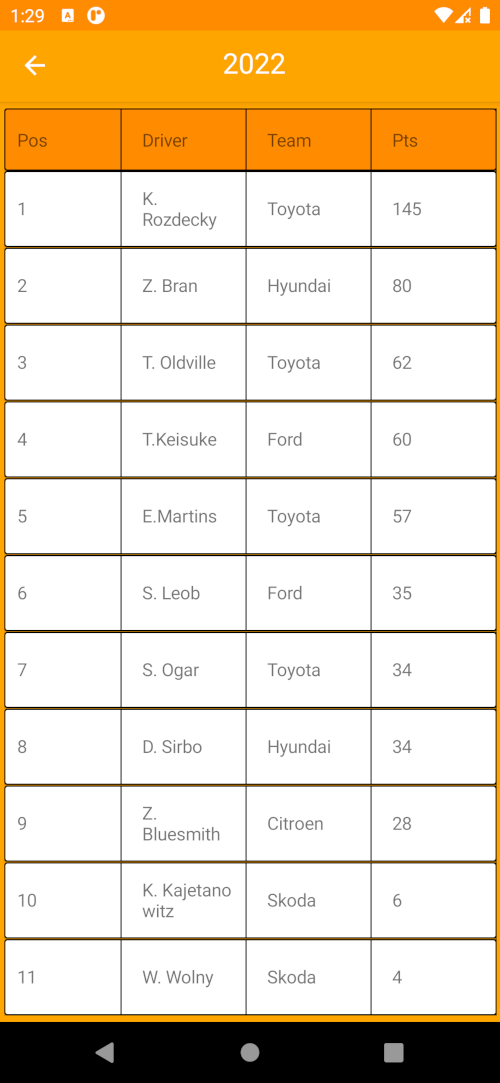 1:29
2022
Pos Driver Team Pts
1 K. Rozdecky Toyota 145
2 Z. Bran Hyundai 80
3 T. Oldville Toyota 62
4 T.Keisuke Ford 60
5 E.Martins Toyota 57
6 S. Leob Ford 35
7 S. Ogar Toyota 34
8 D. Sirbo Hyundai 34
9 Z. Bluesmith Citroen 28
10 K. Kajetano witz Skoda 6
11 W. Wolny Skoda 4